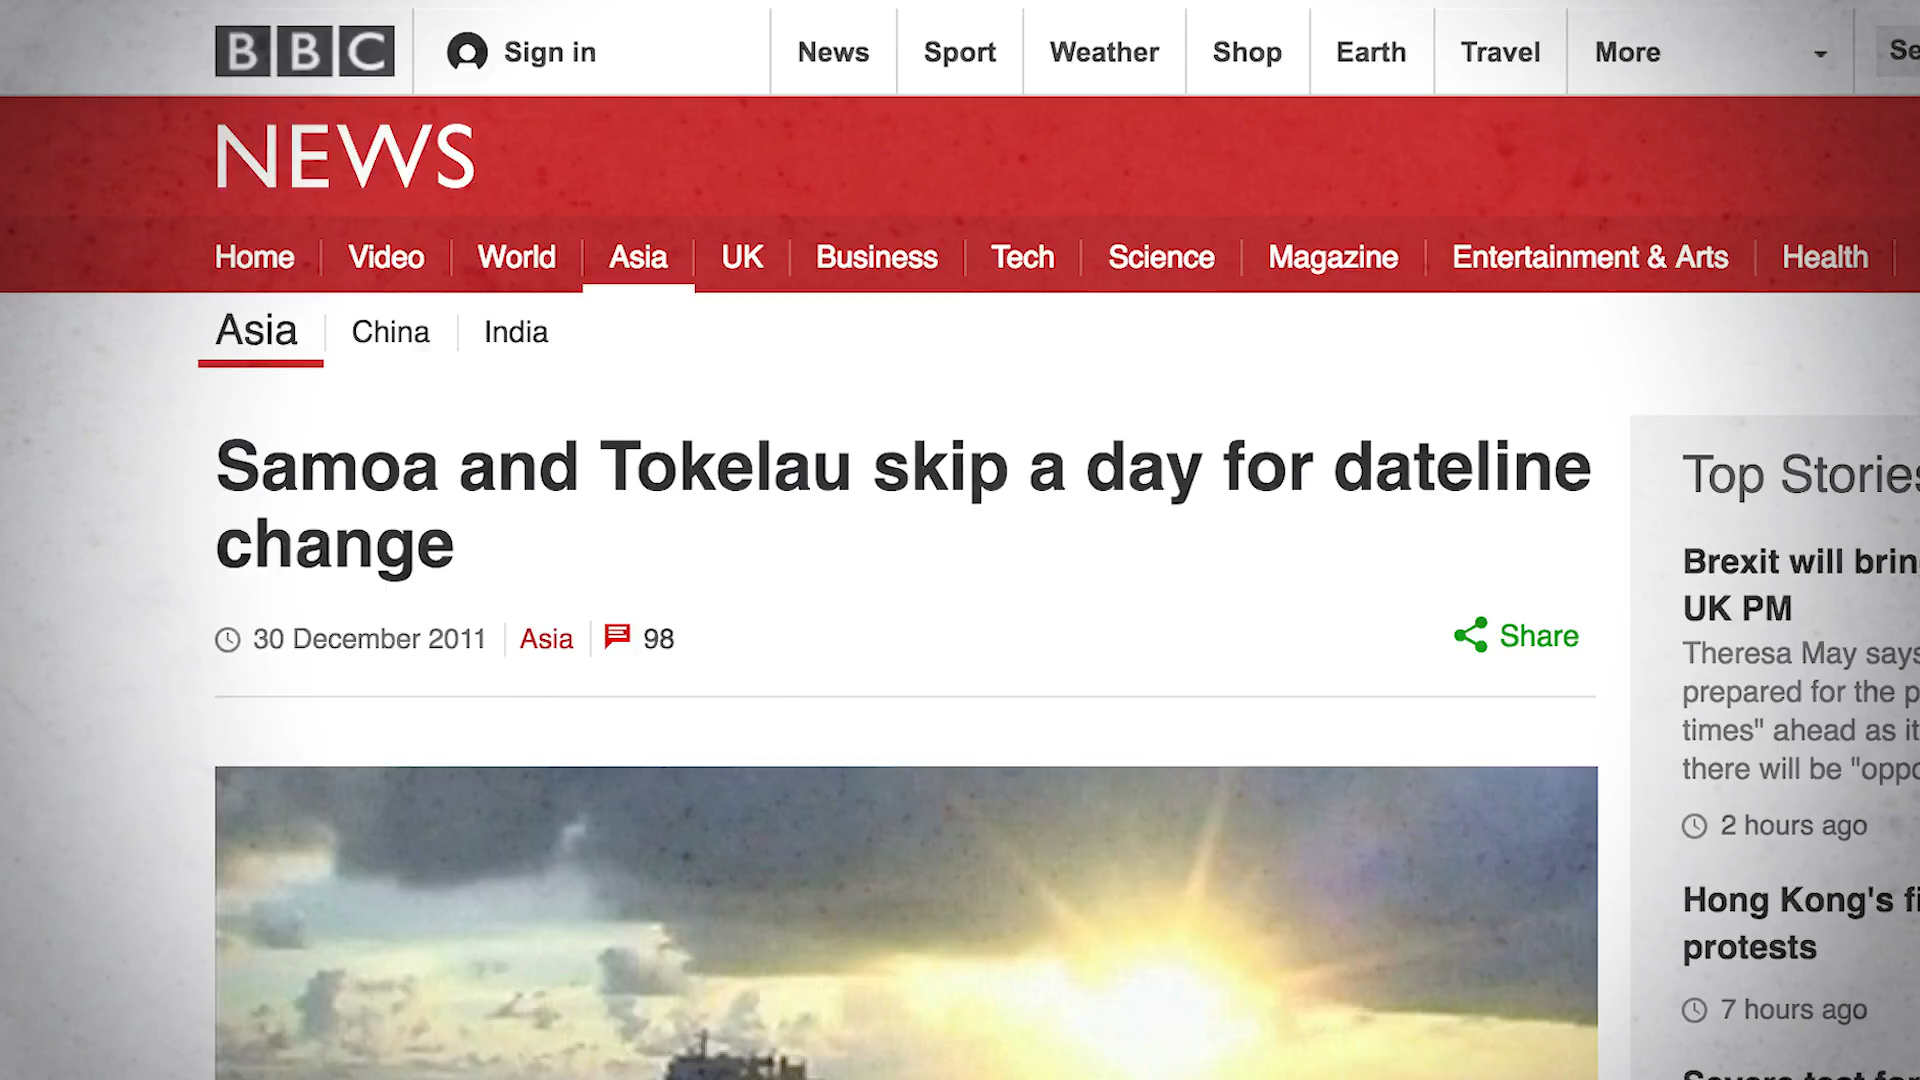 BBC Sign in News Sport Weather Shop Earth Travel More
NEWS
Home Video World Asia UK Business Tech Science Magazine Entertainment & Arts Health
Asia China India
Samoa and Tokelau skip a day for dateline
change
30 December 2011 Asia 98 Share
Top Stories
Brexit will brin
UK PM
Theresa May says
prepared for the p
times" ahead as it
there will be "oppo
2 hours ago
Hong Kong's fi
protests
7 hours ago